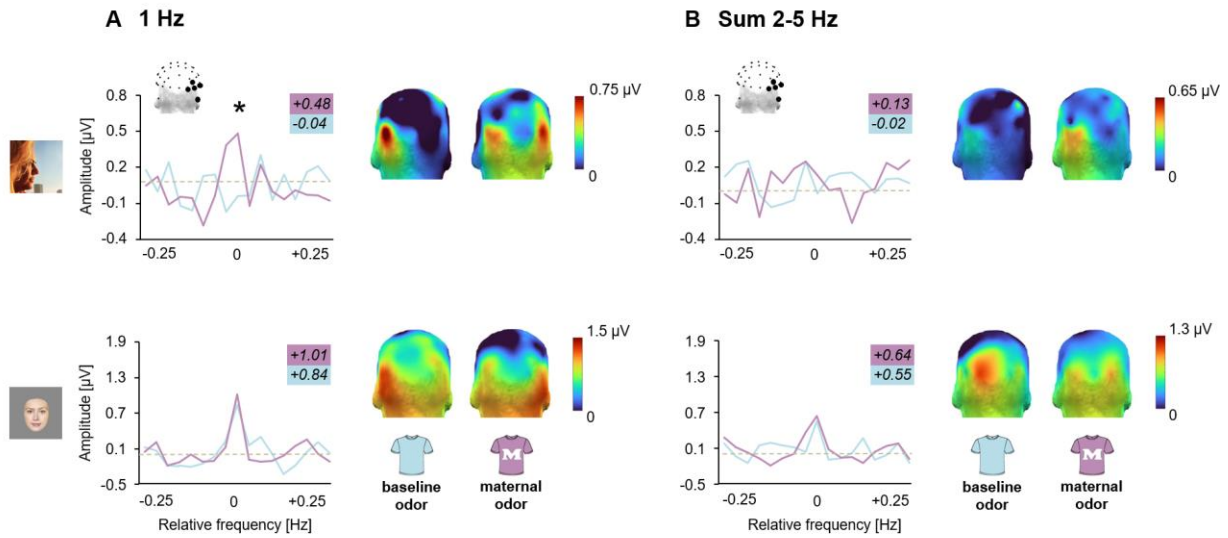 A 1 Hz
B Sum 2-5 Hz
Amplitude [µV]
0.8
0.5
0.2
-0.1
-0.4
-0.25
0
+0.25
*
+0.48
-0.04
0.75 µV
0
0.8
0.5
0.2
-0.1
-0.4
-0.25
0
+0.25
+0.13
-0.02
0.65 µV
0
Amplitude [µV]
1.9
1.3
0.7
0.1
-0.5
-0.25
0
+0.25
Relative frequency [Hz]
+1.01
+0.84
1.5 µV
0
M
baseline
odor
maternal
odor
1.9
1.3
0.7
0.1
-0.5
-0.25
0
+0.25
Relative frequency [Hz]
+0.64
+0.55
1.3 µV
0
M
baseline
odor
maternal
odor